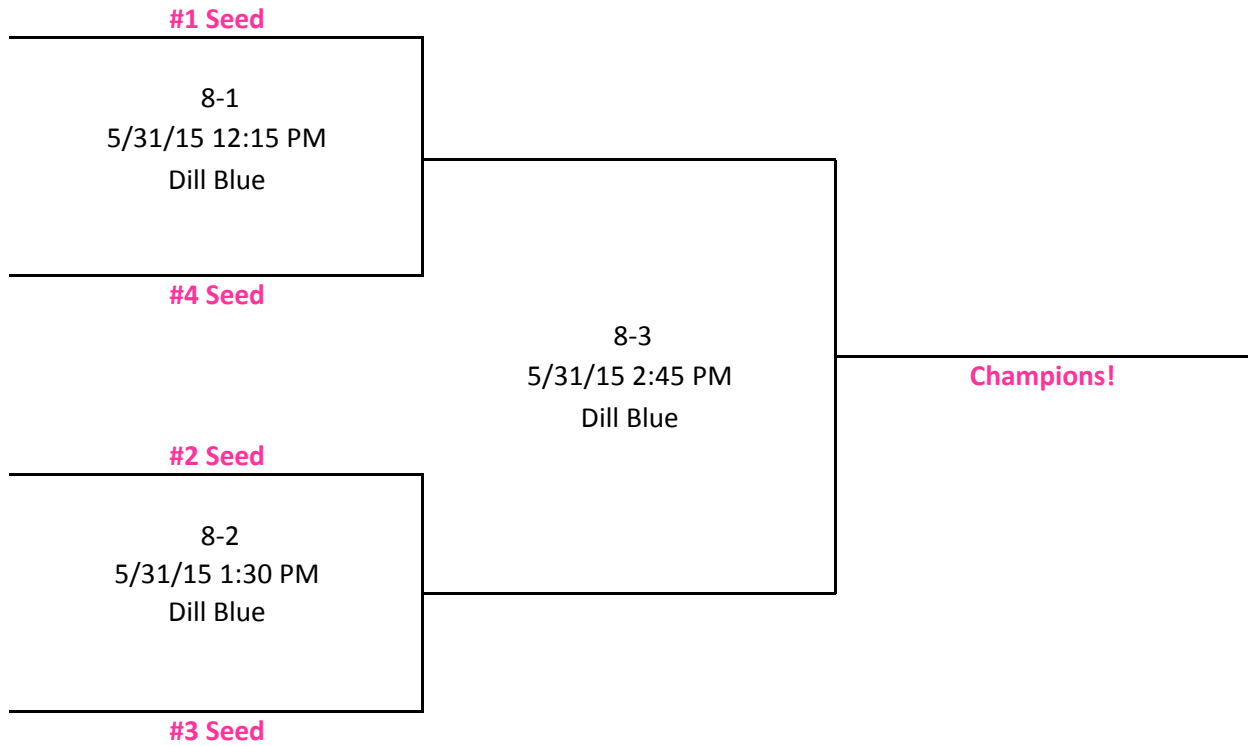 #1 Seed
8-1
5/31/15 12:15 PM
Dill Blue
#4 Seed
8-3
5/31/15 2:45 PM
Dill Blue
Champions!
#2 Seed
8-2
5/31/15 1:30 PM
Dill Blue
#3 Seed